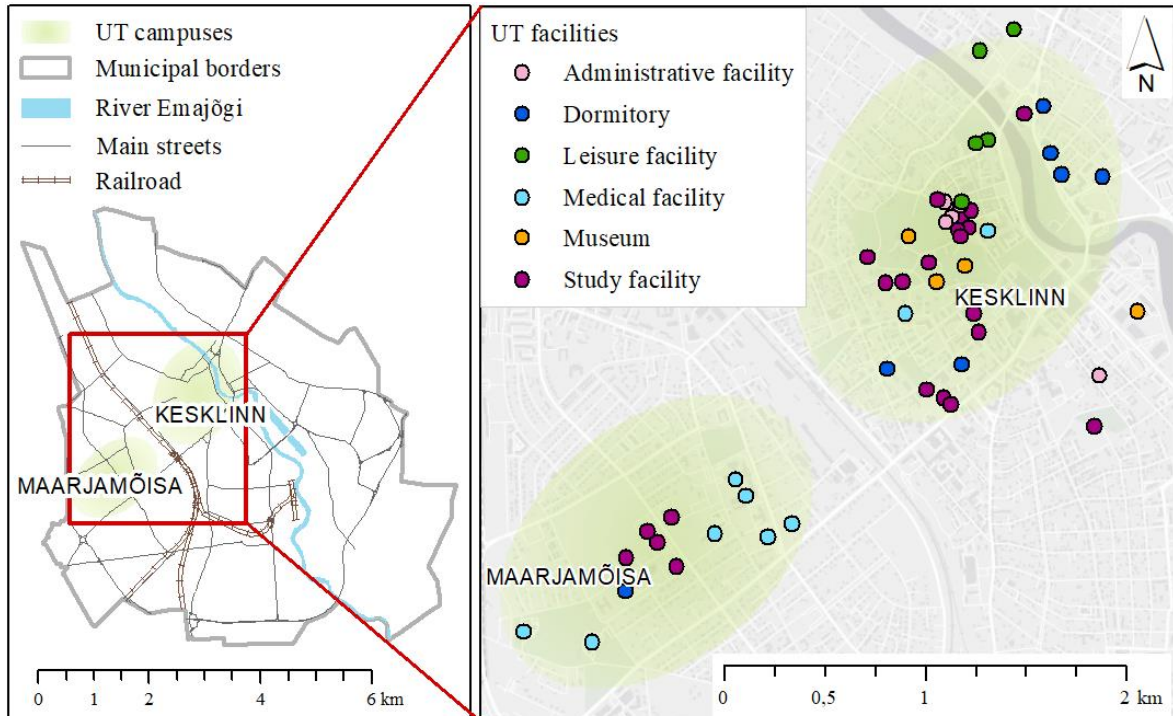 UT campuses
Municipal borders
River Emajõgi
Main streets
Railroad
KESKLINN
MAARJAMÕISA
0 1 2 4 6 km
UT facilities
Administrative facility
Dormitory
Leisure facility
Medical facility
Museum
Study facility
N
KESKLINN
MAARJAMÕISA
0 0,5 1 2 km